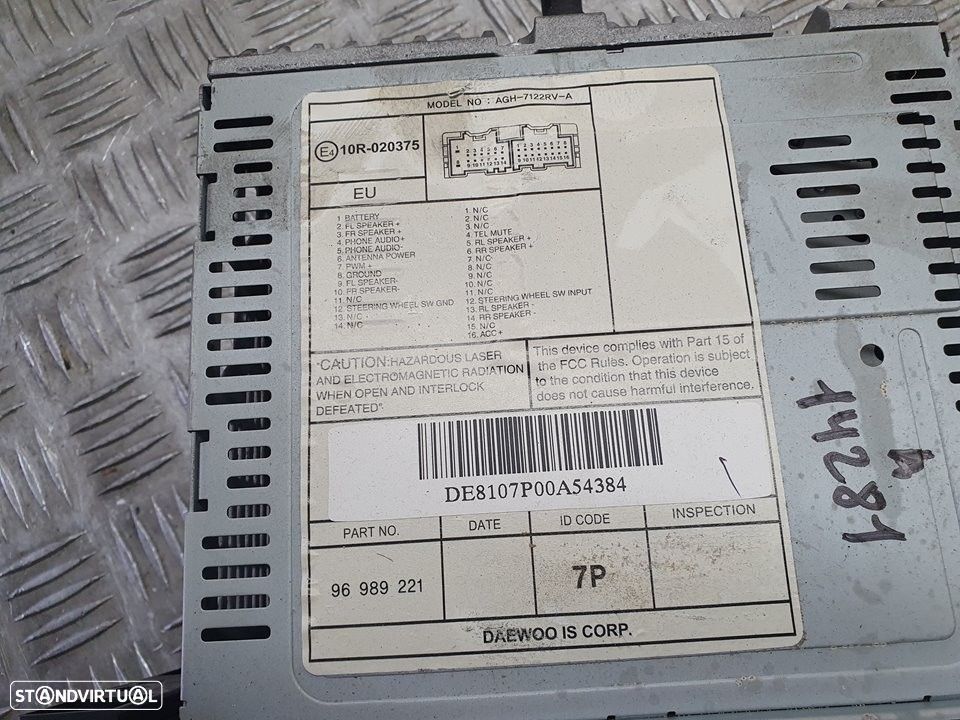 MODEL NO : AGH-7122RV-A
E4 10R-020375
EU
1. BATTERY
2. FL SPEAKER +
3. FR SPEAKER +
4. PHONE AUDIO+
5. PHONE AUDIO-
6. ANTENNA POWER
7. PWM +
8. GROUND
9. FL SPEAKER-
10. FR SPEAKER-
11. N/C
12. STEERING WHEEL SW GND
13. N/C
14. N/C
1. N/C
2. N/C
3. N/C
4. TEL MUTE
5. RL SPEAKER +
6. RR SPEAKER +
7. N/C
8. N/C
9. N/C
10. N/C
11. N/C
12. STEERING WHEEL SW INPUT
13. RL SPEAKER -
14. RR SPEAKER -
15. N/C
16. ACC+
"CAUTION:HAZARDOUS LASER
AND ELECTROMAGNETIC RADIATION
WHEN OPEN AND INTERLOCK
DEFEATED".
This device complies with Part 15 of
the FCC Rules. Operation is subject
to the condition that this device
does not cause harmful interference.
DE8107P00A54384
PART NO. DATE ID CODE INSPECTION
96 989 221 7P
DAEWOO IS CORP.
14281
STANDVIRTUAL